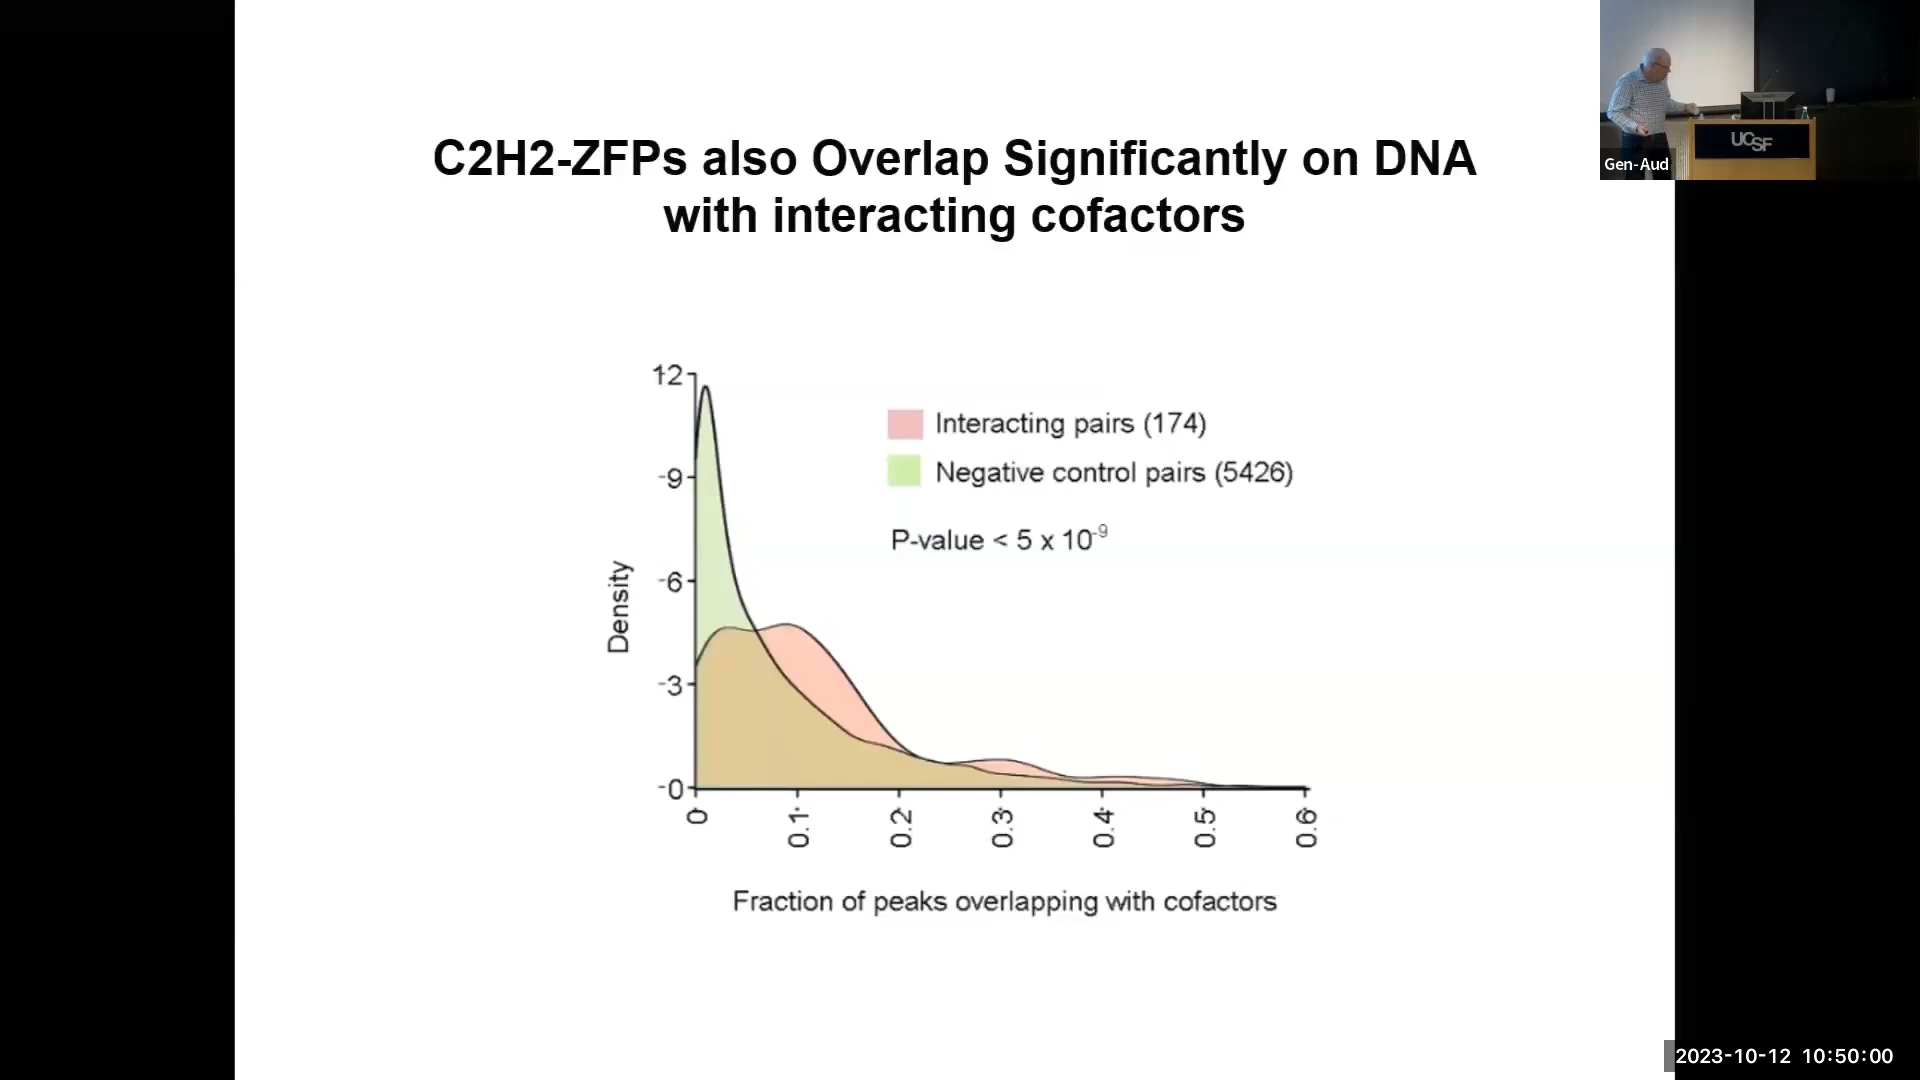 C2H2-ZFPs also Overlap Significantly on DNA
with interacting cofactors
12
9
6
3
0
Density
Interacting pairs (174)
Negative control pairs (5426)
P-value < 5 x 10⁻⁹
0
0.1
0.2
0.3
0.4
0.5
0.6
Fraction of peaks overlapping with cofactors
UCSF
Gen-Aud
2023-10-12 10:50:00